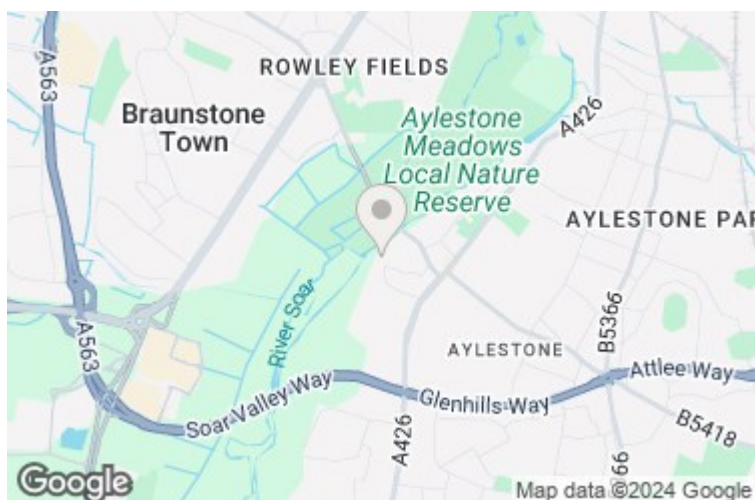 A563
ROWLEY FIELDS
Braunstone
Town
Aylestone
Meadows
Local Nature
Reserve
A426
AYLESTONE PAR
A563
River Soar
B5366
AYLESTONE
Attlee Way
Soar Valley Way
Glenhills Way
B5418
A426
66
Google
Map data ©2024 Google